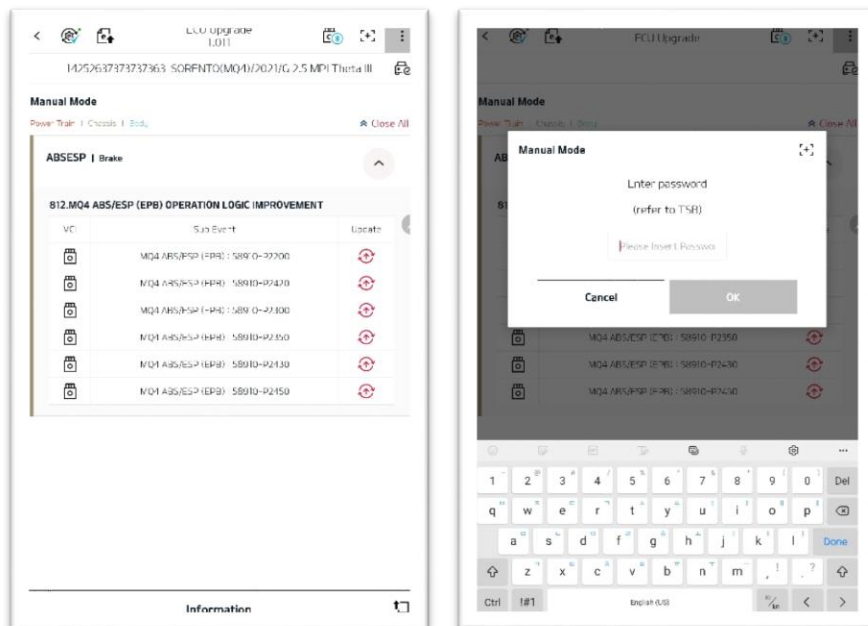 ECU Upgrade
1.011
14252637373737363 SORENTO(MQ4)/2021/G 2.5 MPI Theta III
Manual Mode
Power Train | Chassis | Body
Close All
ABSESP | Brake
812.MQ4 ABS/ESP (EPB) OPERATION LOGIC IMPROVEMENT
VCI Sub Event Update
MQ4 ABS/ESP (EPB) : 58910-P2200
MQ4 ABS/ESP (EPB) : 58910-P2420
MQ4 ABS/ESP (EPB) : 58910-P2300
MQ4 ABS/ESP (EPB) : 58910-P2350
MQ4 ABS/ESP (EPB) : 58910-P2430
MQ4 ABS/ESP (EPB) : 58910-P2450
Information
ECU Upgrade
Manual Mode
Power Train | Chassis | Body
Close All
AB
81
Manual Mode
Enter password
(refer to TSB)
Please Insert Passwo
Cancel OK
MQ4 ABS/ESP (EPB) : 58910-P2350
MQ4 ABS/ESP (EPB) : 58910-P2430
MQ4 ABS/ESP (EPB) : 58910-P2450
1 2 3 4 5 6 7 8 9 0 Del
q w e r t y u i o p
a s d f g h j k l Done
z x c v b n m , ! . ?
Ctrl !#1 English (US) < >